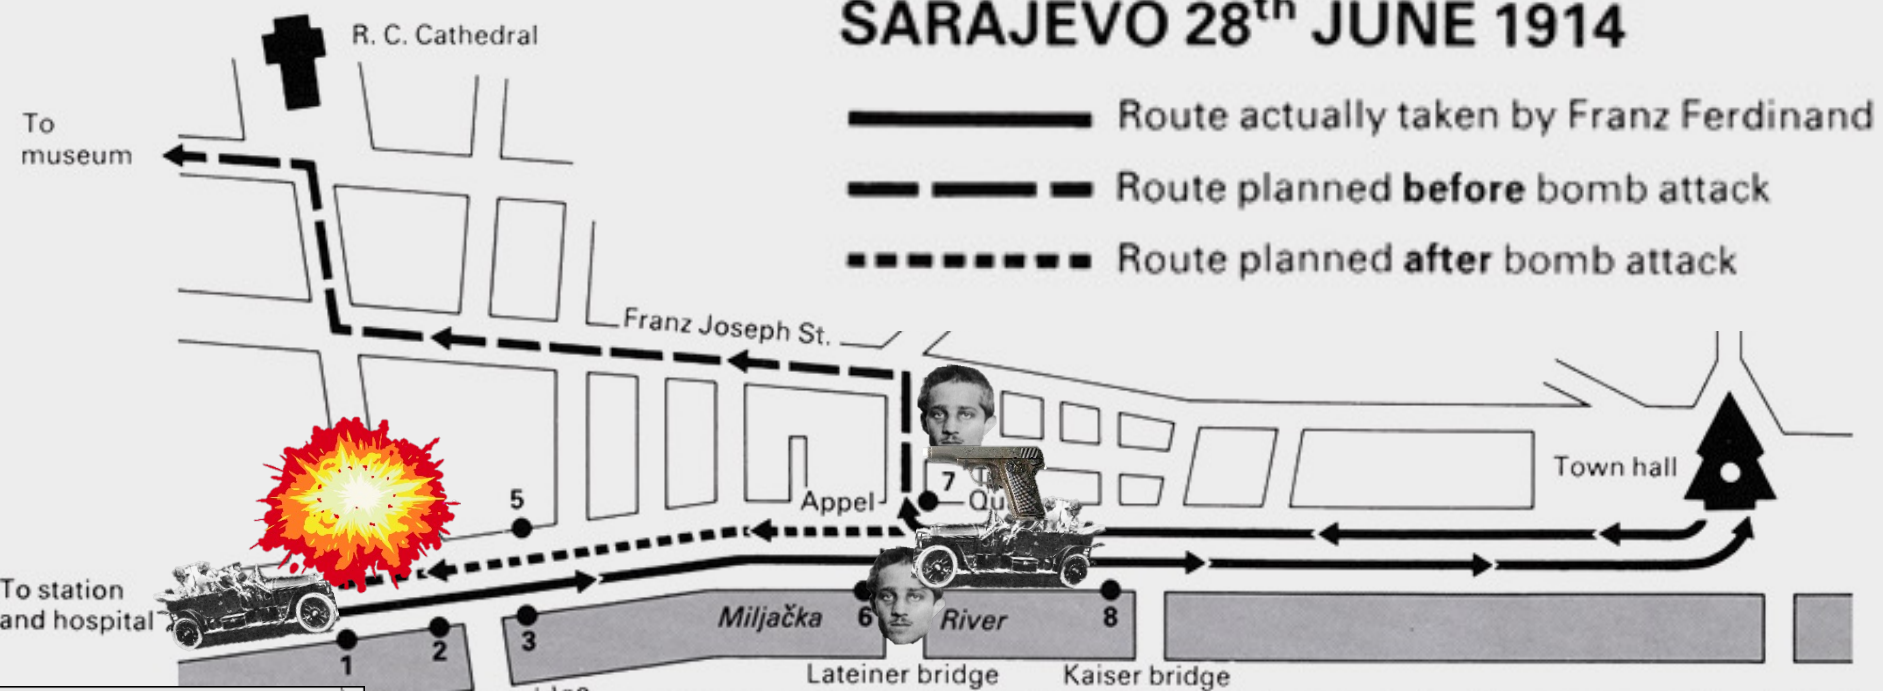 SARAJEVO 28th JUNE 1914
R. C. Cathedral
Route actually taken by Franz Ferdinand
To
museum
Route planned before bomb attack
Route planned after bomb attack
Franz Joseph St.
Town hall
7
5
Appel
Qu
To station
and hospital
Miljačka
6
River
8
3
2
1
Lateiner bridge
Kaiser bridge